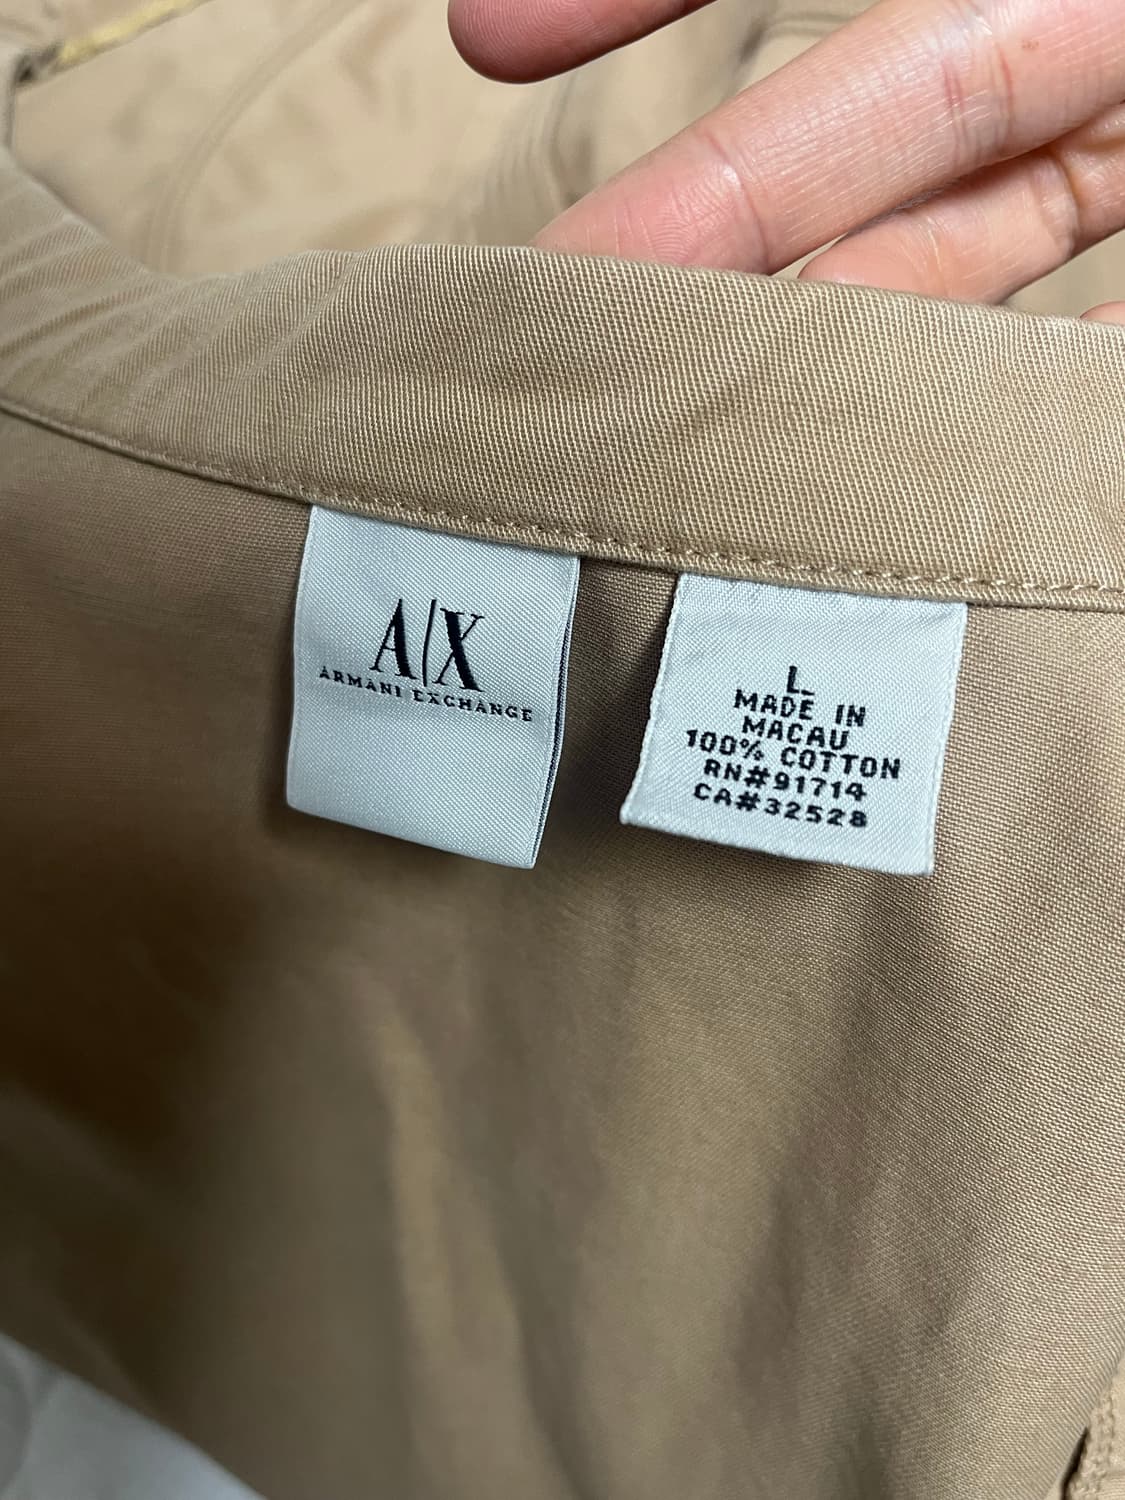 A|X
ARMANI EXCHANGE
L
MADE IN
MACAU
100% COTTON
RN#91714
CA#32528